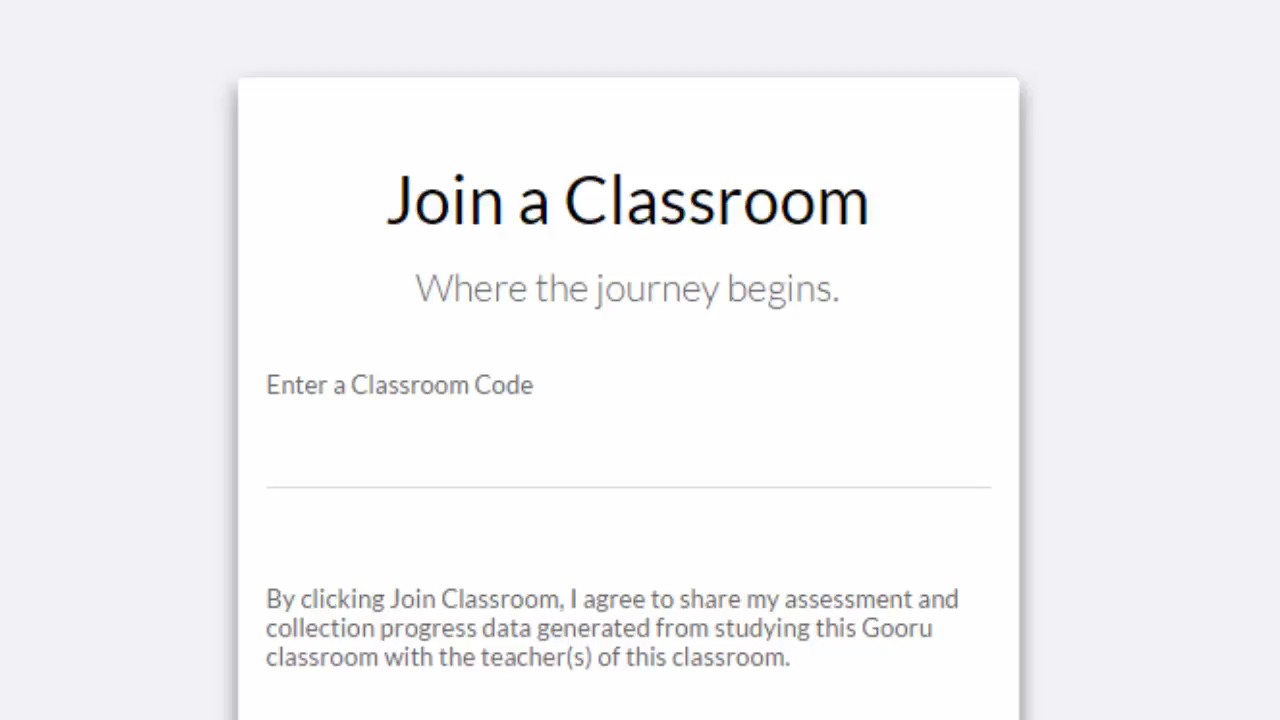 Join a Classroom
Where the journey begins.
Enter a Classroom Code
By clicking Join Classroom, I agree to share my assessment and
collection progress data generated from studying this Gooru
classroom with the teacher(s) of this classroom.